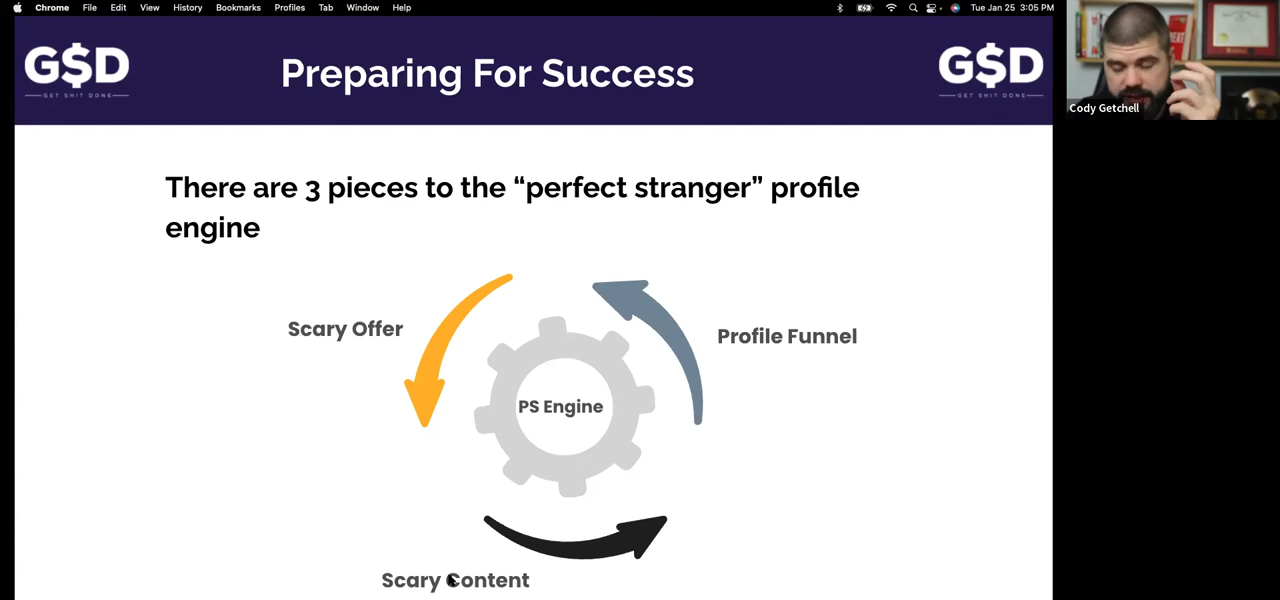 Chrome File Edit View History Bookmarks Profiles Tab Window Help Tue Jan 25 3:05 PM
G$D
GET SHIT DONE
Preparing For Success
G$D
GET SHIT DONE
Cody Getchell
There are 3 pieces to the “perfect stranger” profile
engine
Scary Offer
Profile Funnel
PS Engine
Scary Content